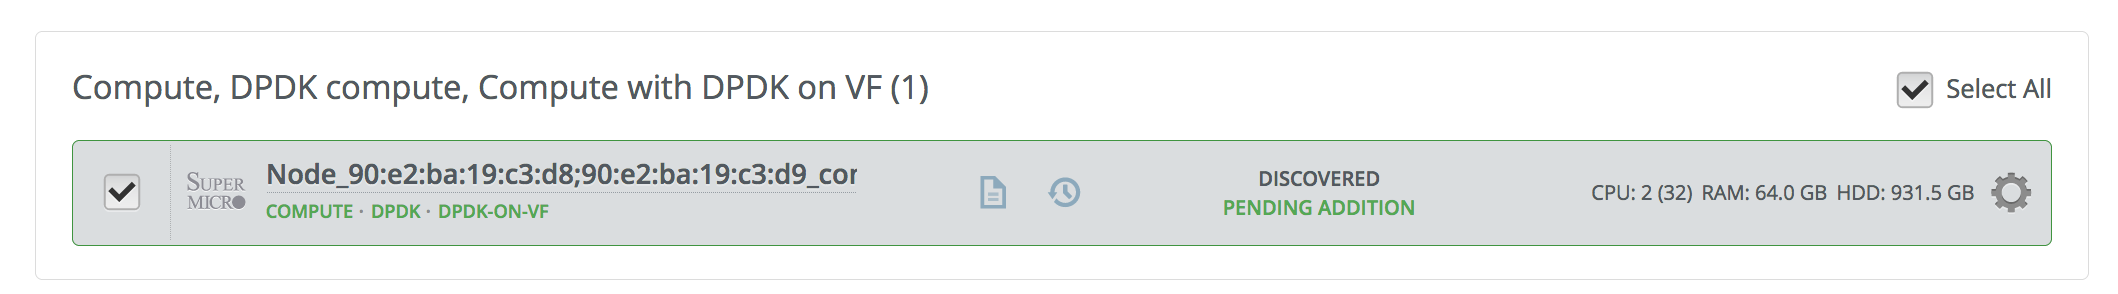 Compute, DPDK compute, Compute with DPDK on VF (1)
Select All
SUPER
MICRO
Node_90:e2:ba:19:c3:d8;90:e2:ba:19:c3:d9_cor
COMPUTE · DPDK · DPDK-ON-VF
DISCOVERED
PENDING ADDITION
CPU: 2 (32) RAM: 64.0 GB HDD: 931.5 GB